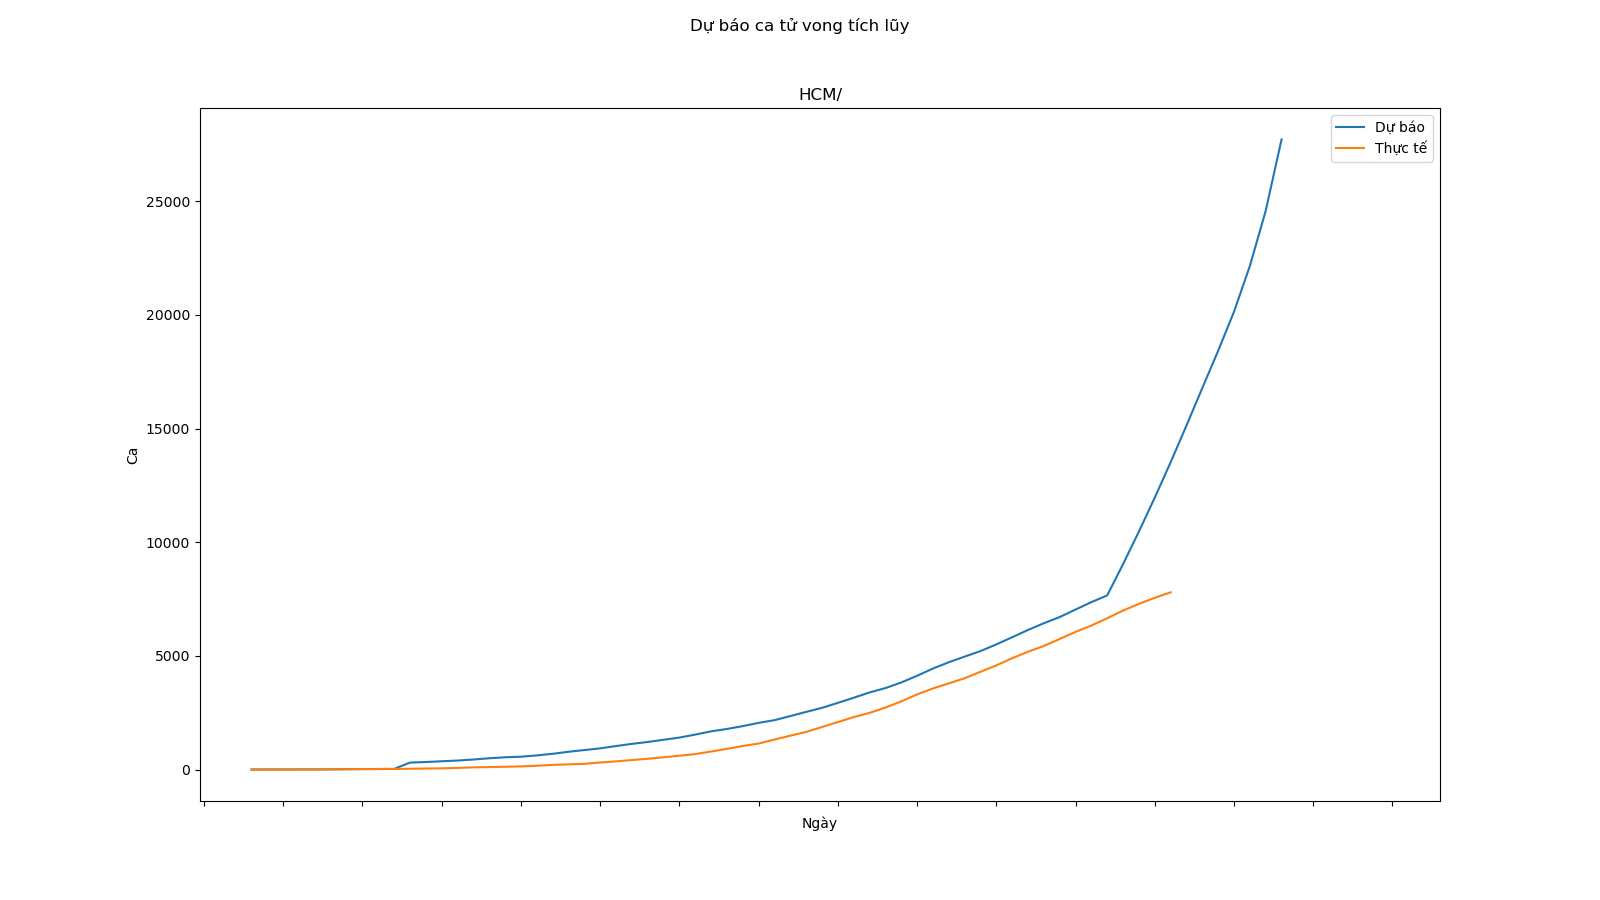 Dự báo ca tử vong tích lũy
HCM/
Dự báo
Thực tế
25000
20000
15000
10000
5000
0
Ca
Ngày